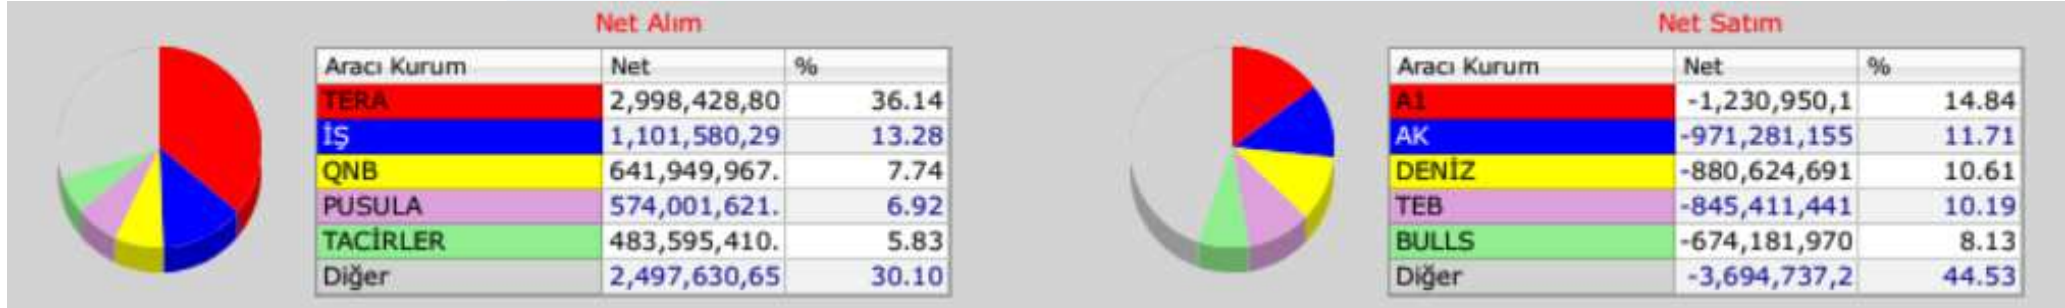 Net Alım
Aracı Kurum Net %
TERA 2,998,428,80 36.14
İŞ 1,101,580,29 13.28
QNB 641,949,967. 7.74
PUSULA 574,001,621. 6.92
TACİRLER 483,595,410. 5.83
Diğer 2,497,630,65 30.10
Net Satım
Aracı Kurum Net %
A1 -1,230,950,1 14.84
AK -971,281,155 11.71
DENİZ -880,624,691 10.61
TEB -845,411,441 10.19
BULLS -674,181,970 8.13
Diğer -3,694,737,2 44.53